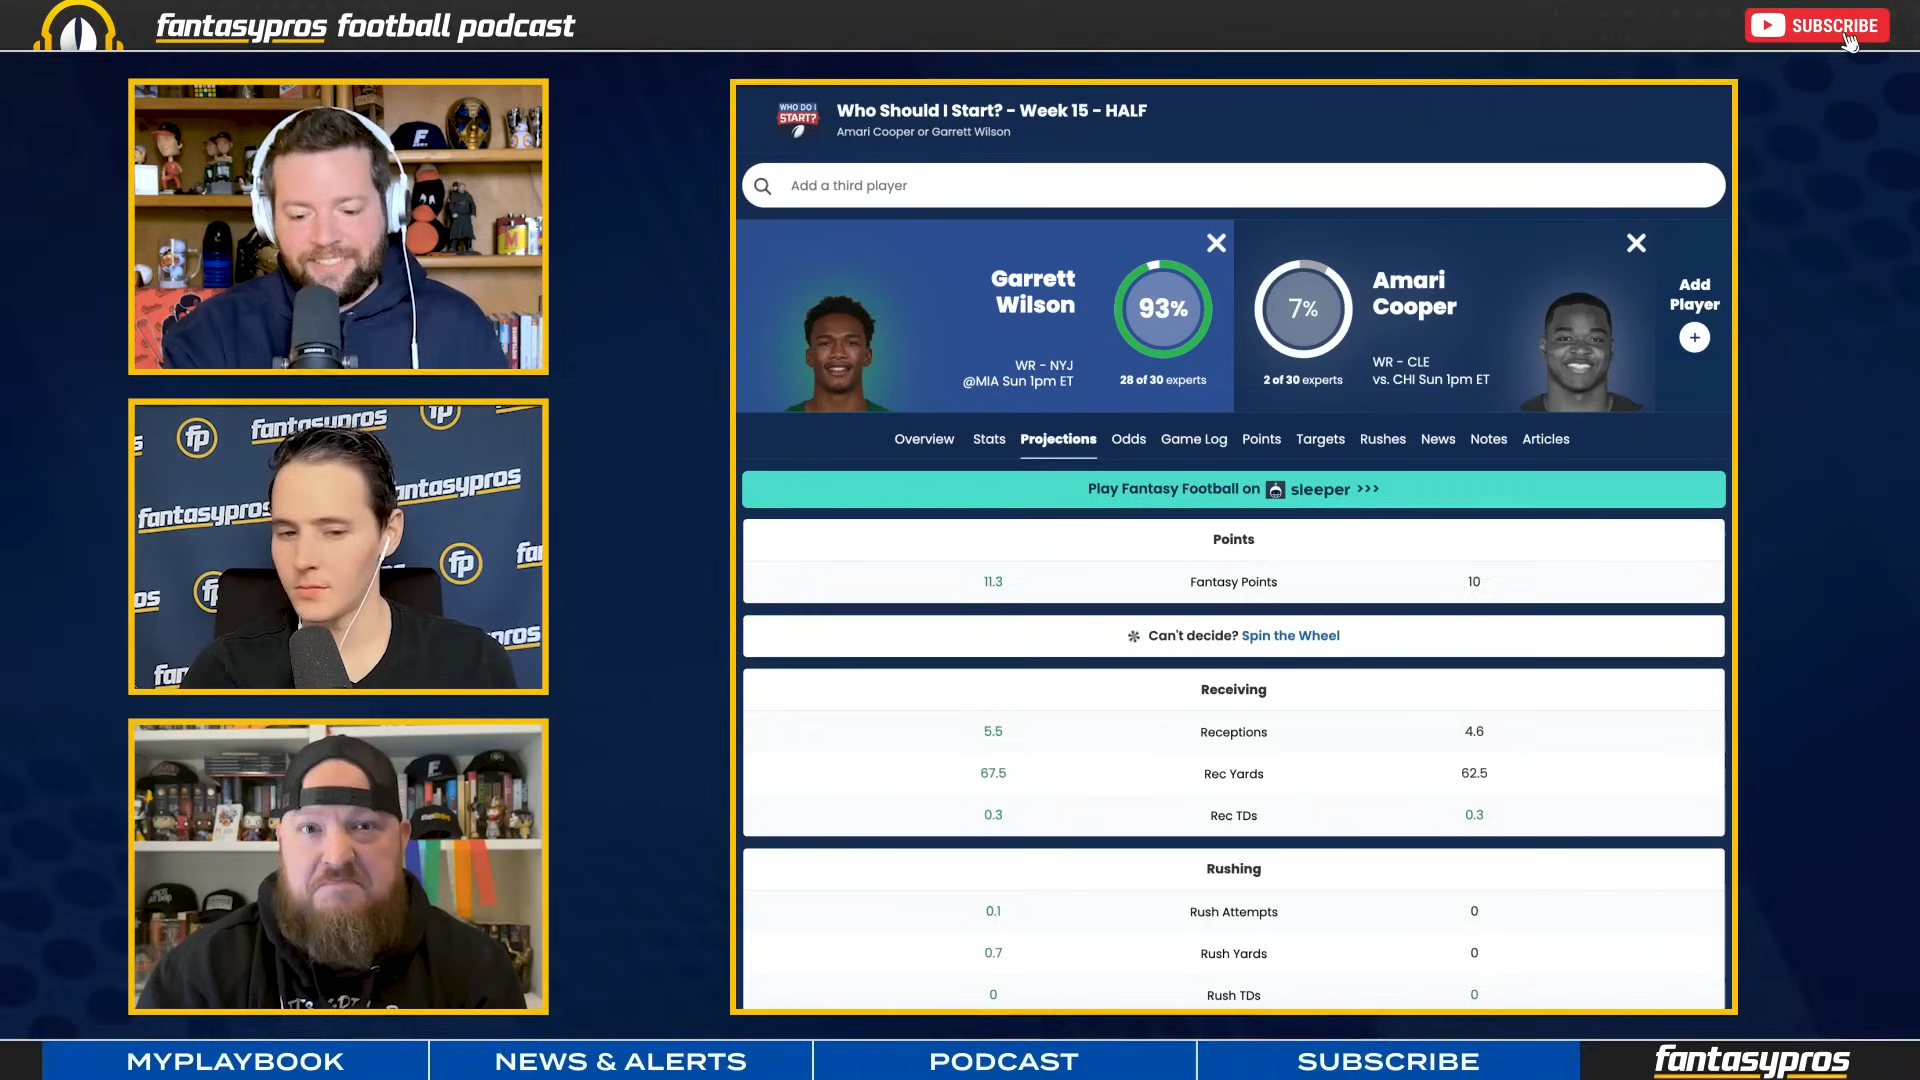 fantasypros football podcast
SUBSCRIBE
WHO DO I
START?
Who Should I Start? - Week 15 - HALF
Amari Cooper or Garrett Wilson
Add a third player
Garrett
Wilson
93%
WR - NYJ
@MIA Sun 1pm ET
28 of 30 experts
7%
2 of 30 experts
Amari
Cooper
WR - CLE
vs. CHI Sun 1pm ET
Add
Player
Overview Stats Projections Odds Game Log Points Targets Rushes News Notes Articles
Play Fantasy Football on sleeper >>>
Points
11.3 Fantasy Points 10
Can't decide? Spin the Wheel
Receiving
5.5 Receptions 4.6
67.5 Rec Yards 62.5
0.3 Rec TDs 0.3
Rushing
0.1 Rush Attempts 0
0.7 Rush Yards 0
0 Rush TDs 0
fp
fantasypros
fp
fantasypros
fantasypros
fp
MYPLAYBOOK
NEWS & ALERTS
PODCAST
SUBSCRIBE
fantasypros